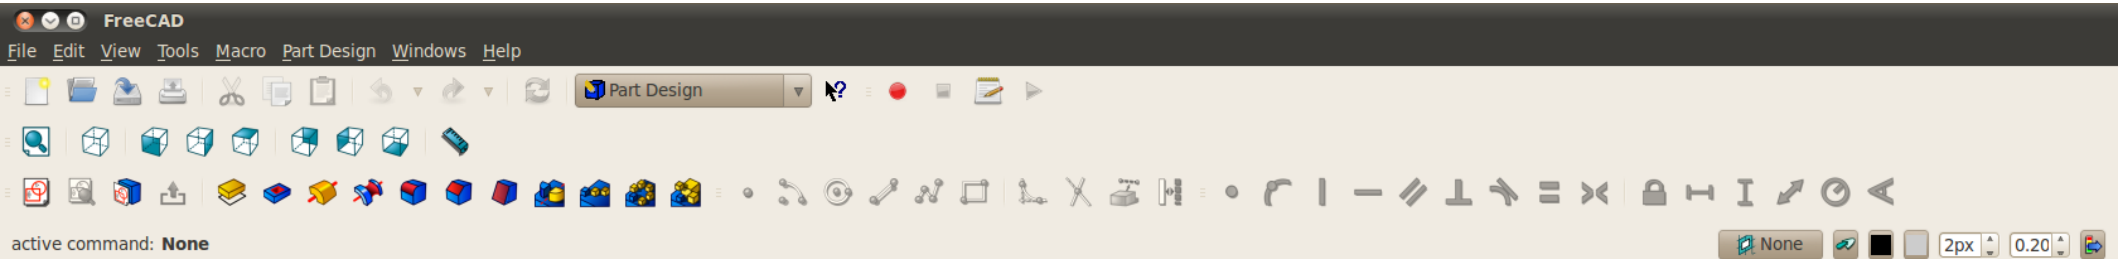 FreeCAD
File Edit View Tools Macro Part Design Windows Help
Part Design
active command: None None 2px 0.20